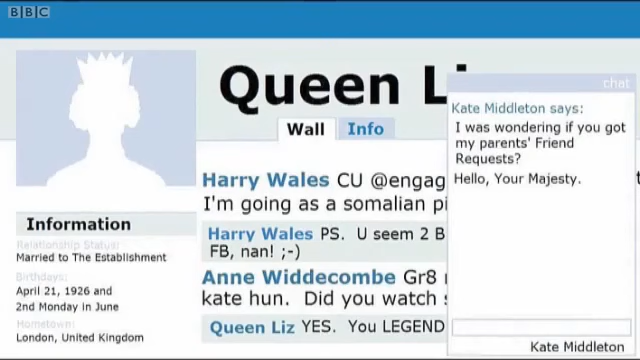 BBC
Queen
Wall
Info
Harry Wales CU @engag
I'm going as a somalian
Harry Wales PS. U seem 2 B
FB, nan! ;-)
Anne Widdecombe Gr8
kate hun. Did you watch
Queen Liz YES. You LEGEND
Information
Relationship Status:
Married to The Establishment
Birthdays:
April 21, 1926 and
2nd Monday in June
Hometown:
London, United Kingdom
chat
Kate Middleton says:
I was wondering if you got
my parents' Friend
Requests?
Hello, Your Majesty.
Kate Middleton